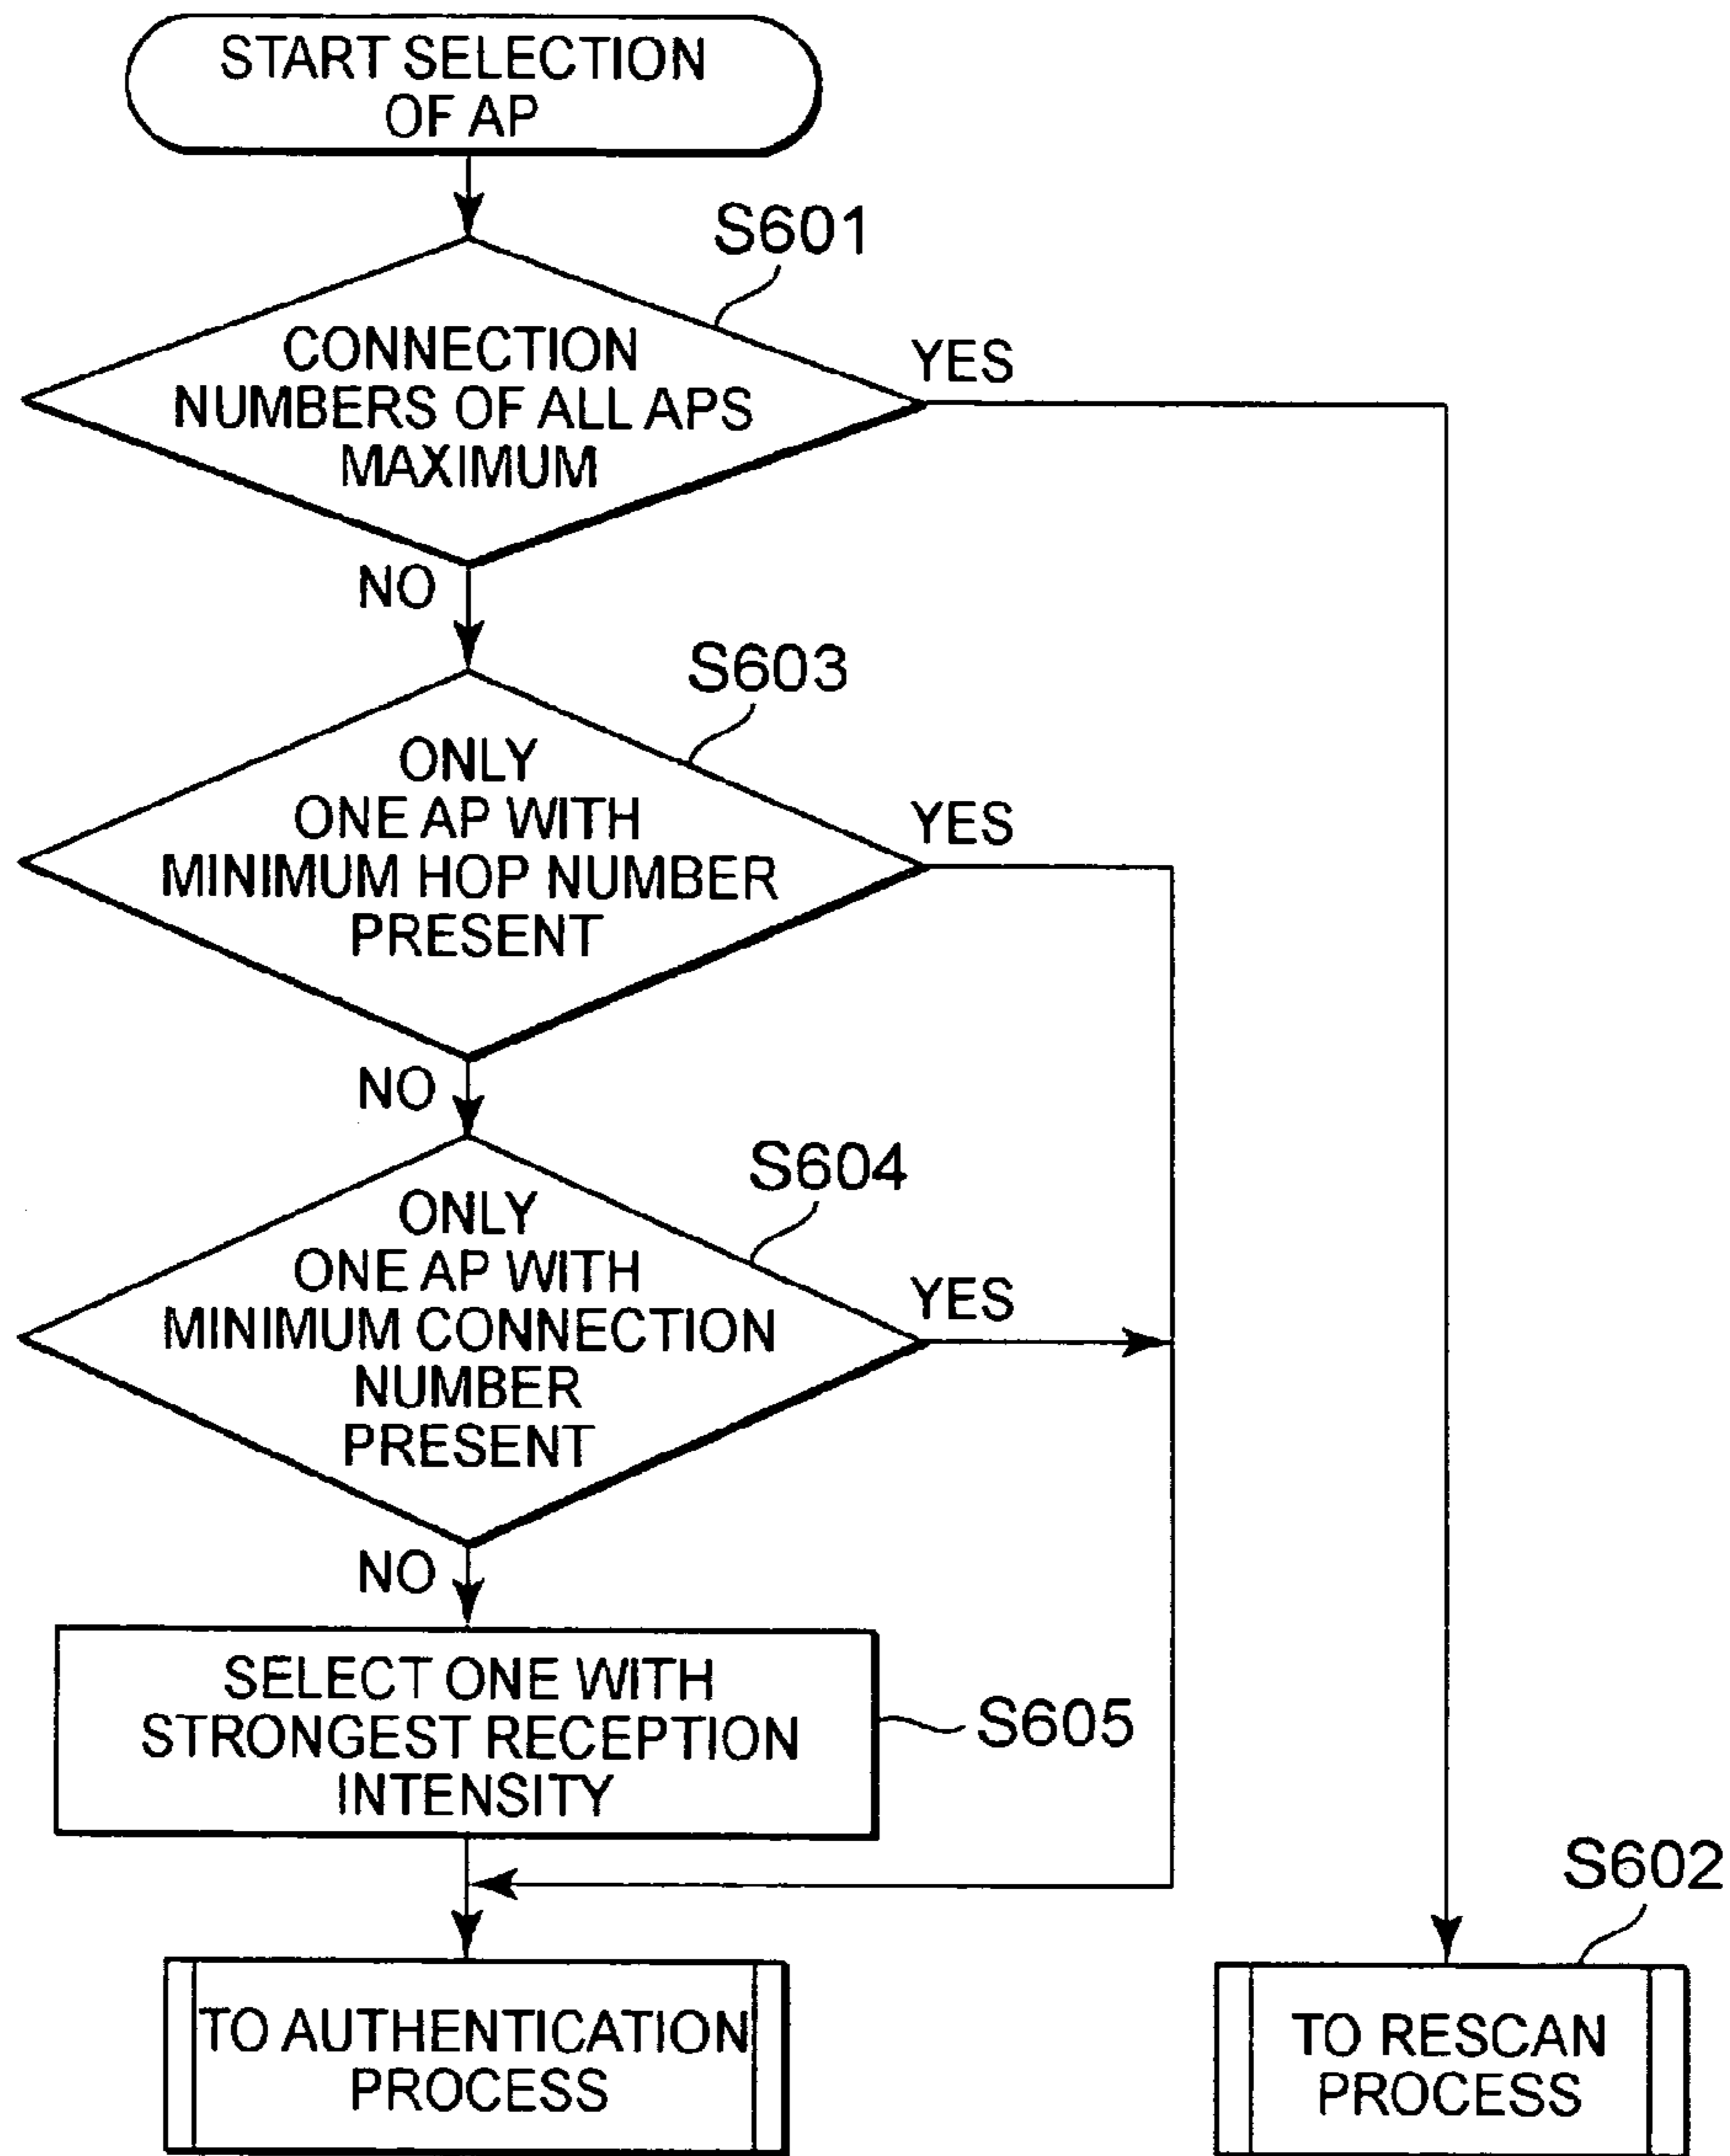 START SELECTION
OF AP
S601
CONNECTION
NUMBERS OF ALL APS
MAXIMUM
YES
NO
S603
ONLY
ONE AP WITH
MINIMUM HOP NUMBER
PRESENT
YES
NO
S604
ONLY
ONE AP WITH
MINIMUM CONNECTION
NUMBER
PRESENT
YES
NO
SELECT ONE WITH
STRONGEST RECEPTION
INTENSITY
S605
S602
TO AUTHENTICATION
PROCESS
TO RESCAN
PROCESS